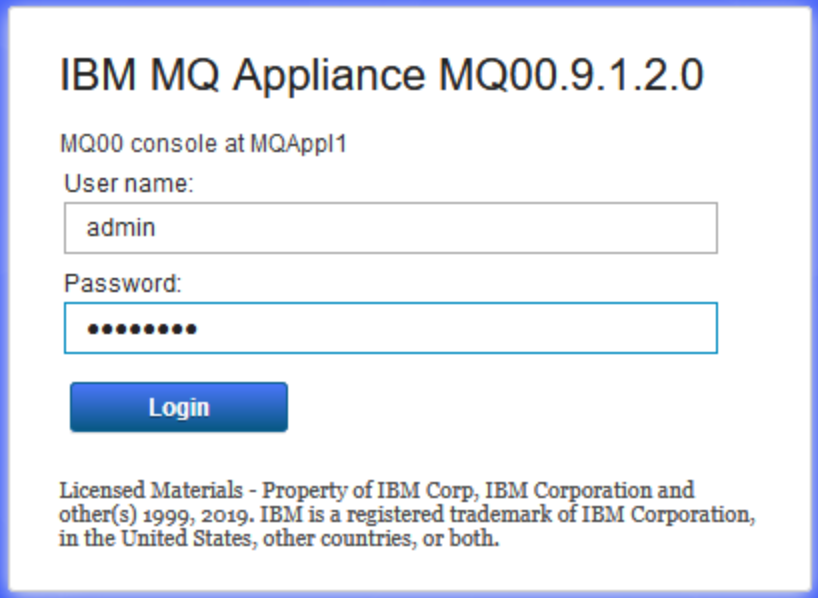 IBM MQ Appliance MQ00.9.1.2.0
MQ00 console at MQAppl1
User name:
admin
Password:
••••••••
Login
Licensed Materials - Property of IBM Corp, IBM Corporation and
other(s) 1999, 2019. IBM is a registered trademark of IBM Corporation,
in the United States, other countries, or both.